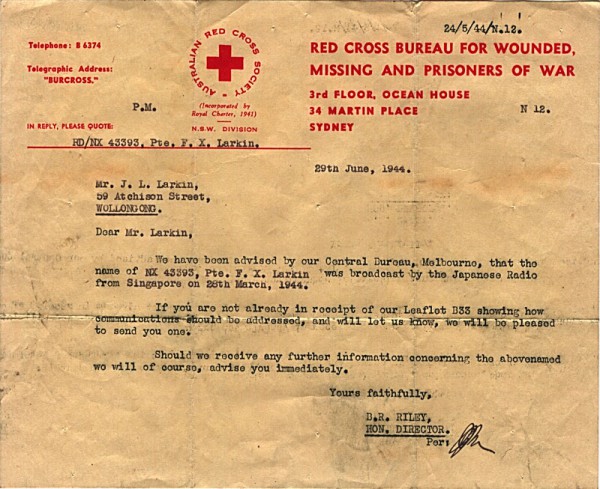 24/5/44/N.12.
Telephone: B 6374
Telegraphic Address:
"BURCROSS."
P.M.
IN REPLY, PLEASE QUOTE:
HD/NX 43393, Pte. F. X. Larkin.
AUSTRALIAN RED CROSS SOCIETY
(Incorporated by
Royal Charter, 1941)
N.S.W. DIVISION
RED CROSS BUREAU FOR WOUNDED,
MISSING AND PRISONERS OF WAR
3rd FLOOR, OCEAN HOUSE
34 MARTIN PLACE
SYDNEY
N 12.
29th June, 1944.
Mr. J. L. Larkin,
59 Atchison Street,
WOLLONGONG.
Dear Mr. Larkin,
We have been advised by our Central Bureau, Melbourne, that the
name of NX 43393, Pte. F. X. Larkin was broadcast by the Japanese Radio
from Singapore on 28th March, 1944.
If you are not already in receipt of our Leaflet B33 showing how
communications should be addressed, and will let us know, we will be pleased
to send you one.
Should we receive any further information concerning the abovenamed
we will of course, advise you immediately.
Yours faithfully,
D.R. RILEY,
HON. DIRECTOR.
Per: